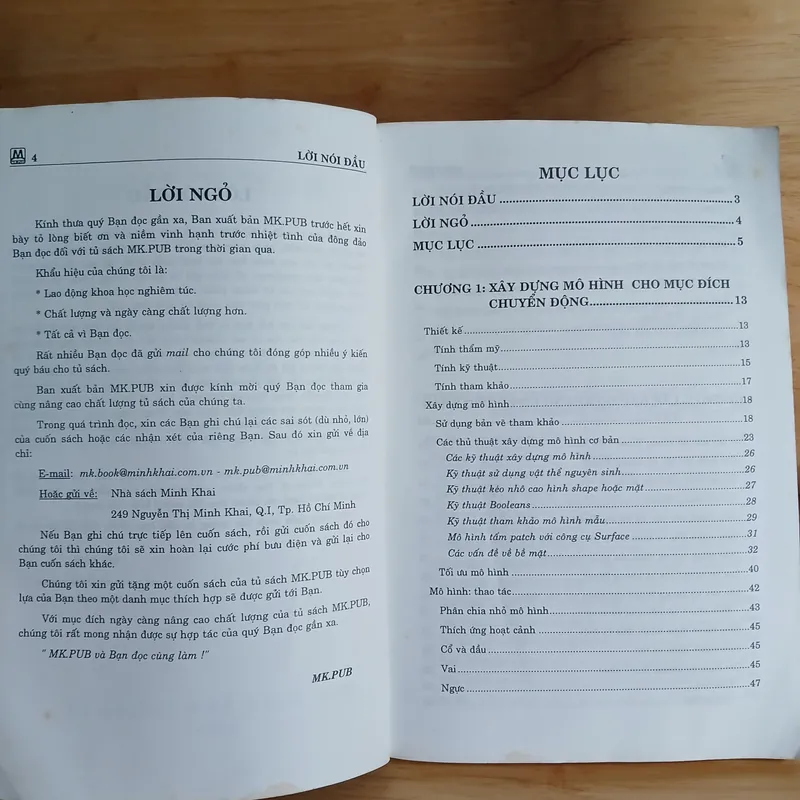 M
4 LỜI NÓI ĐẦU
LỜI NGỎ
Kính thưa quý Bạn đọc gần xa, Ban xuất bản MK.PUB trước hết xin
bày tỏ lòng biết ơn và niềm vinh hạnh trước nhiệt tình của đông đảo
Bạn đọc đối với tủ sách MK.PUB trong thời gian qua.
Khẩu hiệu của chúng tôi là:
* Lao động khoa học nghiêm túc.
* Chất lượng và ngày càng chất lượng hơn.
* Tất cả vì Bạn đọc.
Rất nhiều Bạn đọc đã gửi mail cho chúng tôi đóng góp nhiều ý kiến
quý báu cho tủ sách.
Ban xuất bản MK.PUB xin được kính mời quý Bạn đọc tham gia
cùng nâng cao chất lượng tủ sách của chúng ta.
Trong quá trình đọc, xin các Bạn ghi chú lại các sai sót (dù nhỏ, lớn)
của cuốn sách hoặc các nhận xét của riêng Bạn. Sau đó xin gửi về địa
chỉ:
E-mail: mk.book@minhkhai.com.vn - mk.pub@minhkhai.com.vn
Hoặc gửi về: Nhà sách Minh Khai
249 Nguyễn Thị Minh Khai, Q.I, Tp. Hồ Chí Minh
Nếu Bạn ghi chú trực tiếp lên cuốn sách, rồi gửi cuốn sách đó cho
chúng tôi thì chúng tôi sẽ xin hoàn lại cước phí bưu điện và gửi lại cho
Bạn cuốn sách khác.
Chúng tôi xin gửi tặng một cuốn sách của tủ sách MK.PUB tùy chọn
lựa của Bạn theo một danh mục thích hợp sẽ được gửi tới Bạn.
Với mục đích ngày càng nâng cao chất lượng của tủ sách MK.PUB,
chúng tôi rất mong nhận được sự hợp tác của quý Bạn đọc gần xa.
" MK.PUB và Bạn đọc cùng làm !"
MK.PUB
MỤC LỤC
LỜI NÓI ĐẦU ... 3
LỜI NGỎ ... 4
MỤC LỤC ... 5
CHƯƠNG 1: XÂY DỰNG MÔ HÌNH CHO MỤC ĐÍCH
CHUYỂN ĐỘNG ... 13
Thiết kế ... 13
Tính thẩm mỹ ... 13
Tính kỹ thuật ... 15
Tính tham khảo ... 17
Xây dựng mô hình ... 18
Sử dụng bản vẽ tham khảo ... 18
Các thủ thuật xây dựng mô hình cơ bản ... 23
Các kỹ thuật xây dựng mô hình ... 26
Kỹ thuật sử dụng vật thể nguyên sinh ... 26
Kỹ thuật kéo nhô cao hình shape hoặc mặt ... 27
Kỹ thuật Booleans ... 28
Kỹ thuật tham khảo mô hình mẫu ... 29
Mô hình tấm patch với công cụ Surface ... 31
Các vấn đề về bề mặt ... 32
Tối ưu mô hình ... 40
Mô hình: thao tác ... 42
Phân chia nhỏ mô hình ... 43
Thích ứng hoạt cảnh ... 45
Cổ và đầu ... 45
Vai ... 45
Ngực ... 47